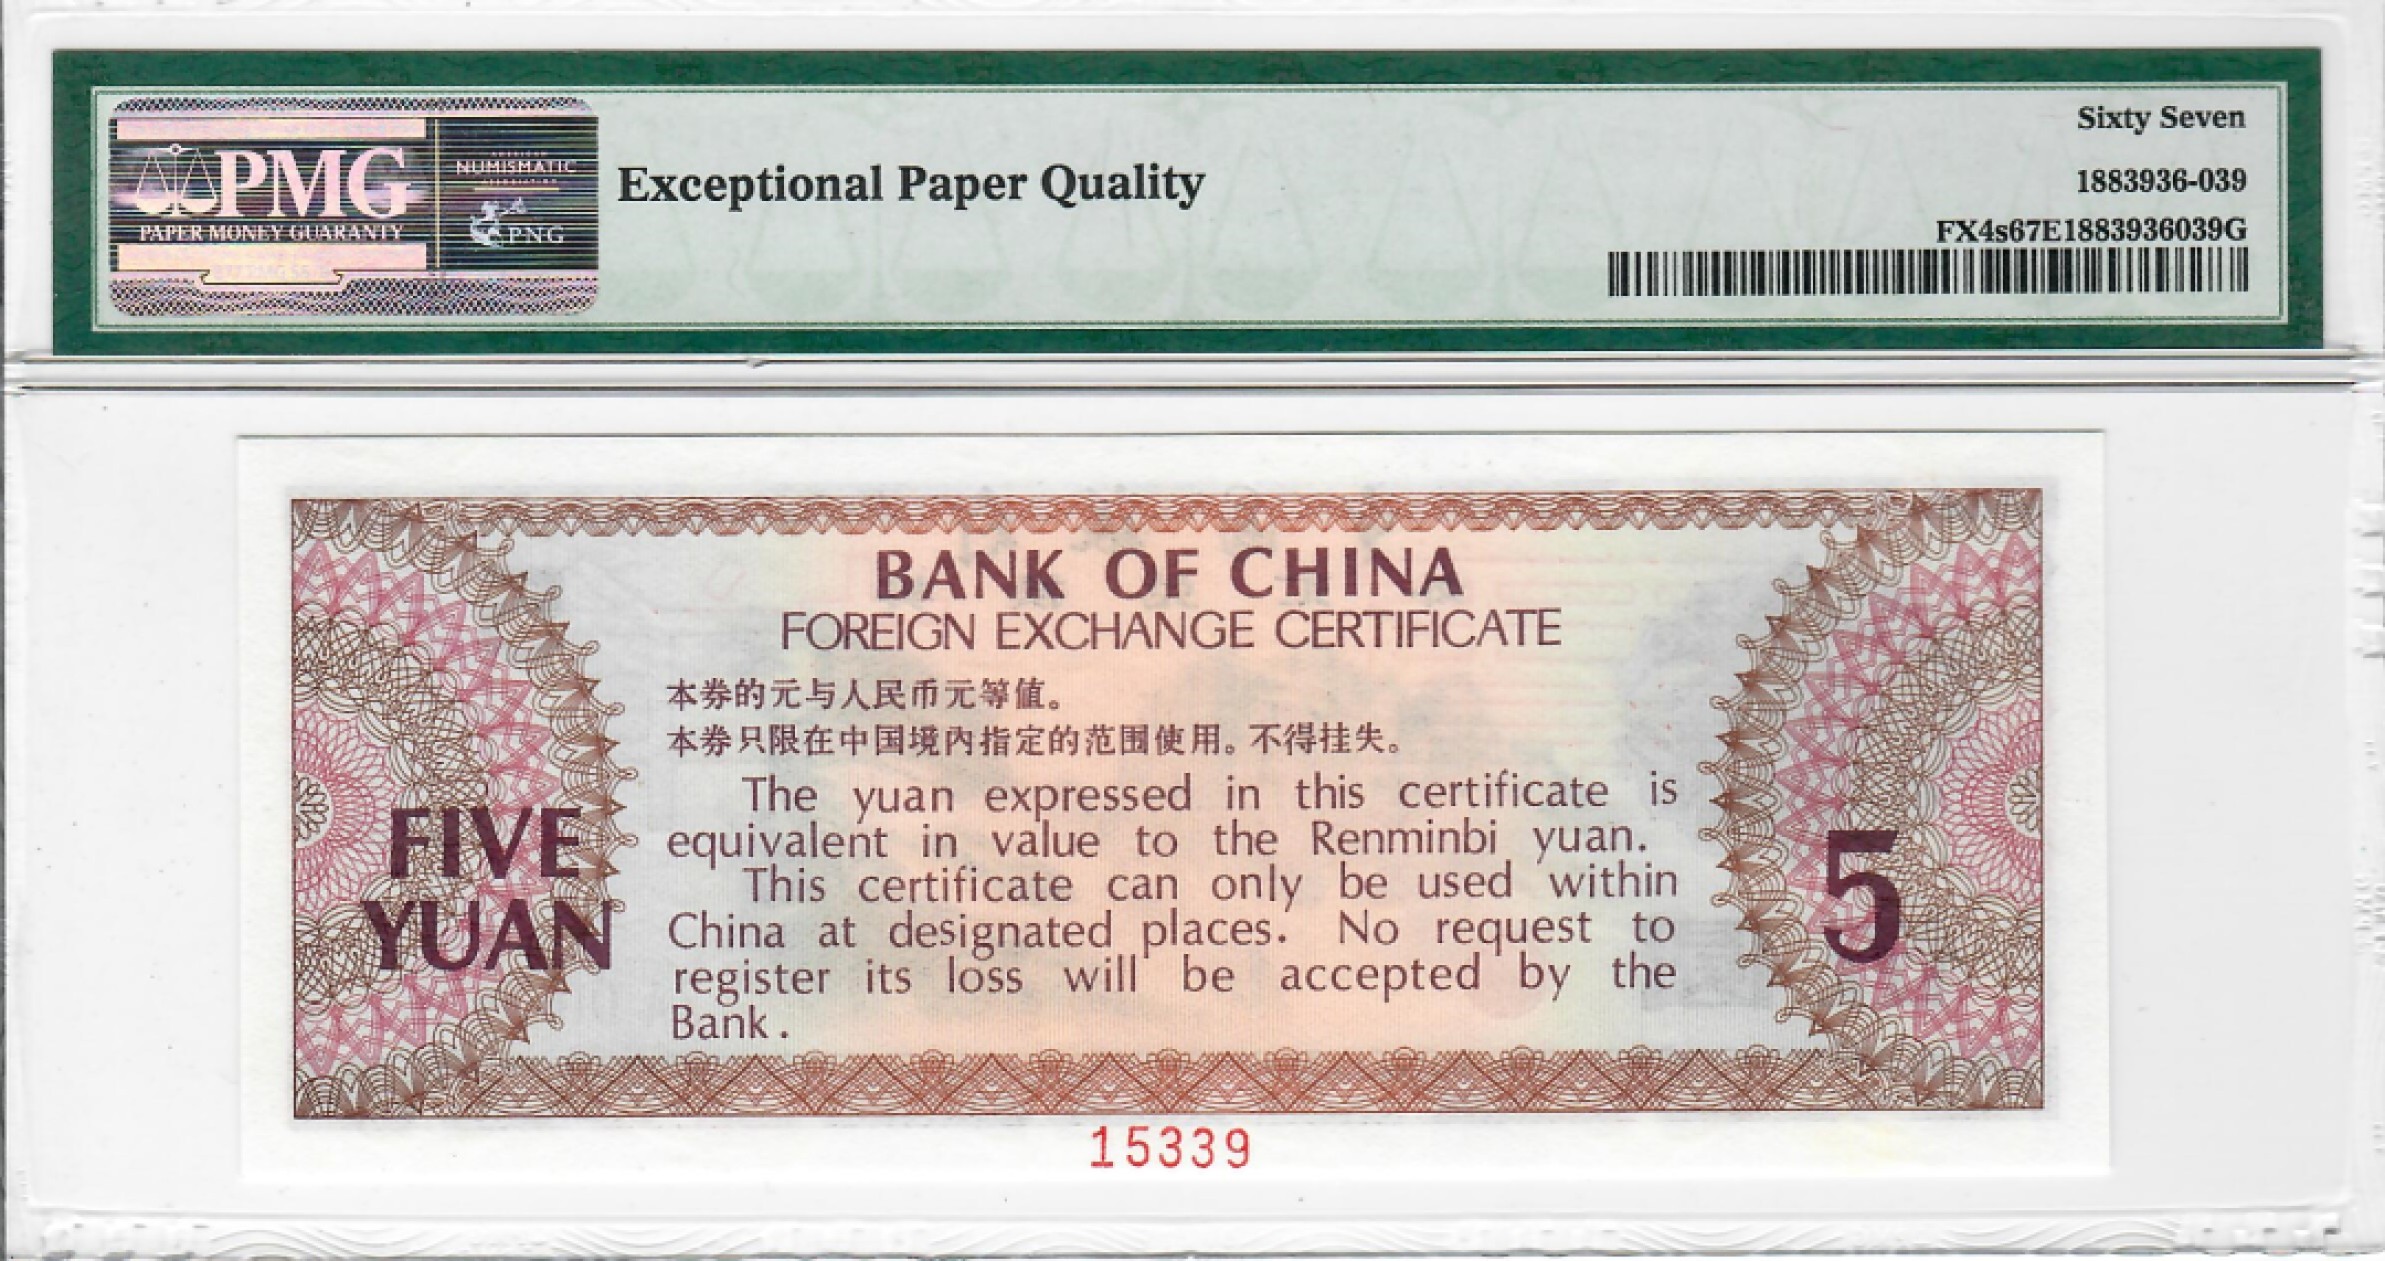 PMG
PAPER MONEY GUARANTY
NUMISMATIC
PNG
Exceptional Paper Quality
Sixty Seven
1883936-039
FX4s67E1883936039G
BANK OF CHINA
FOREIGN EXCHANGE CERTIFICATE
本券的元与人民币元等值。
本券只限在中国境内指定的范围使用。不得挂失。
The yuan expressed in this certificate is
equivalent in value to the Renminbi yuan.
This certificate can only be used within
China at designated places. No request to
register its loss will be accepted by the
Bank.
FIVE
YUAN
5
15339